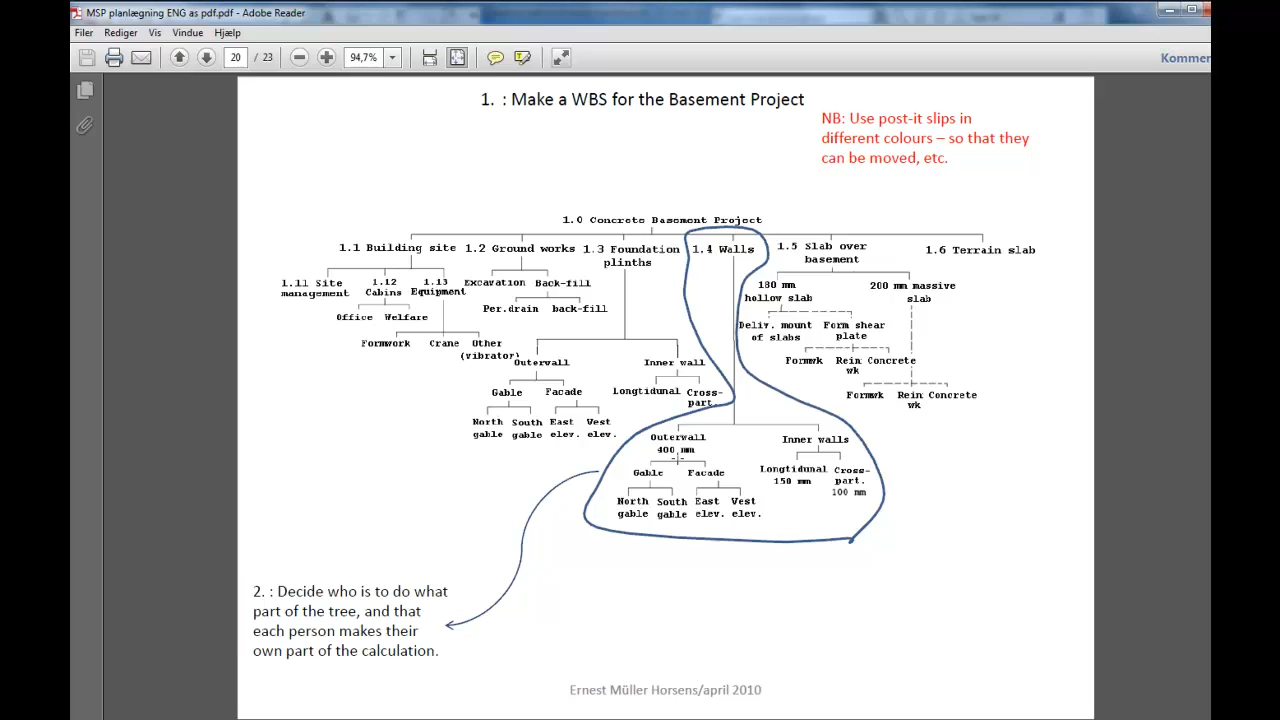 MSP planlægning ENG as pdf.pdf - Adobe Reader
Filer Rediger Vis Vindue Hjælp
20 / 23 94,7% Kommer
1. : Make a WBS for the Basement Project
NB: Use post-it slips in
different colours – so that they
can be moved, etc.
1.0 Concrete Basement Project
1.1 Building site 1.2 Ground works 1.3 Foundation plinths 1.4 Walls 1.5 Slab over basement 1.6 Terrain slab
1.11 Site management 1.12 Cabins 1.13 Equipment Excavation Back-fill 180 mm hollow slab 200 mm massive slab
Office Welfare Per.drain back-fill Deliv. mount of slabs Form shear plate
Formwork Crane Other (vibrator) Outerwall Inner wall Formwk Rein wk Concrete
Gable Facade Longtidunal Cross-part. Formwk Rein wk Concrete
North gable South gable East elev. Vest elev.
Outerwall 400 mm Inner walls
Gable Facade Longtidunal 150 mm Cross-part. 100 mm
North gable South gable East elev. Vest elev.
2. : Decide who is to do what
part of the tree, and that
each person makes their
own part of the calculation.
Ernest Müller Horsens/april 2010